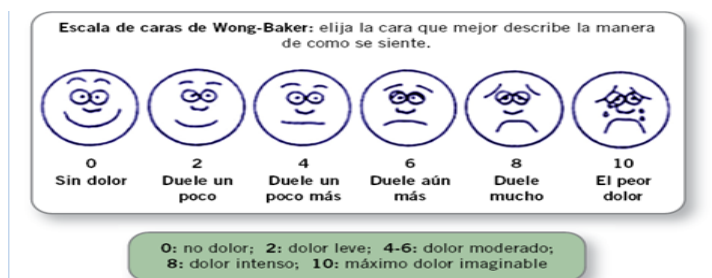 Escala de caras de Wong-Baker: elija la cara que mejor describe la manera
de como se siente.
0 2 4 6 8 10
Sin dolor Duele un Duele un Duele aún Duele El peor
poco poco más más mucho dolor
0: no dolor; 2: dolor leve; 4-6: dolor moderado;
8: dolor intenso; 10: máximo dolor imaginable